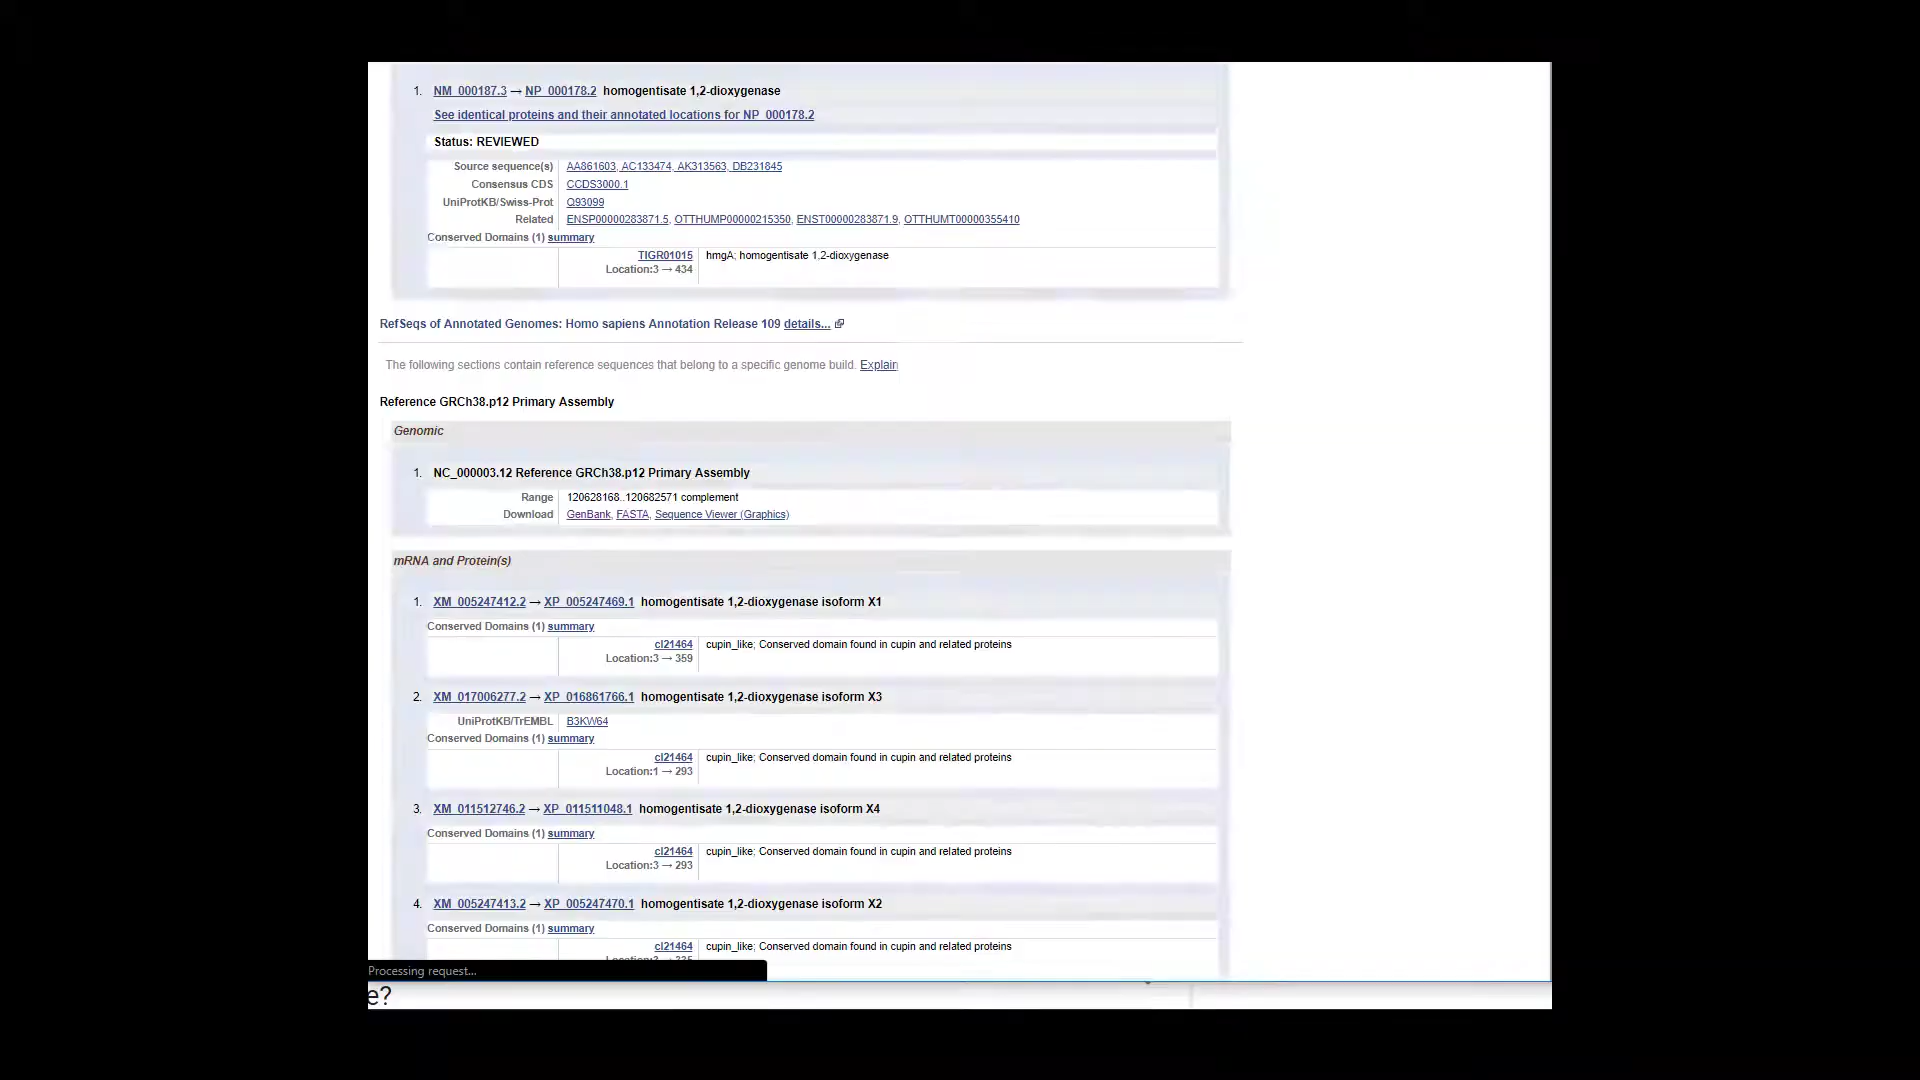 1. NM_000187.3 → NP_000178.2 homogentisate 1,2-dioxygenase
See identical proteins and their annotated locations for NP_000178.2
Status: REVIEWED
Source sequence(s) AA861603, AC133474, AK313563, DB231845
Consensus CDS CCDS3000.1
UniProtKB/Swiss-Prot Q93099
Related ENSP00000283871.5, OTTHUMP00000215350, ENST00000283871.9, OTTHUMT00000355410
Conserved Domains (1) summary
TIGR01015 hmgA; homogentisate 1,2-dioxygenase
Location:3 → 434
RefSeqs of Annotated Genomes: Homo sapiens Annotation Release 109 details...
The following sections contain reference sequences that belong to a specific genome build. Explain
Reference GRCh38.p12 Primary Assembly
Genomic
1. NC_000003.12 Reference GRCh38.p12 Primary Assembly
Range 120628168..120682571 complement
Download GenBank, FASTA, Sequence Viewer (Graphics)
mRNA and Protein(s)
1. XM_005247412.2 → XP_005247469.1 homogentisate 1,2-dioxygenase isoform X1
Conserved Domains (1) summary
cl21464 cupin_like; Conserved domain found in cupin and related proteins
Location:3 → 359
2. XM_017006277.2 → XP_016861766.1 homogentisate 1,2-dioxygenase isoform X3
UniProtKB/TrEMBL B3KW64
Conserved Domains (1) summary
cl21464 cupin_like; Conserved domain found in cupin and related proteins
Location:1 → 293
3. XM_011512746.2 → XP_011511048.1 homogentisate 1,2-dioxygenase isoform X4
Conserved Domains (1) summary
cl21464 cupin_like; Conserved domain found in cupin and related proteins
Location:3 → 293
4. XM_005247413.2 → XP_005247470.1 homogentisate 1,2-dioxygenase isoform X2
Conserved Domains (1) summary
cl21464 cupin_like; Conserved domain found in cupin and related proteins
Processing request...
e?